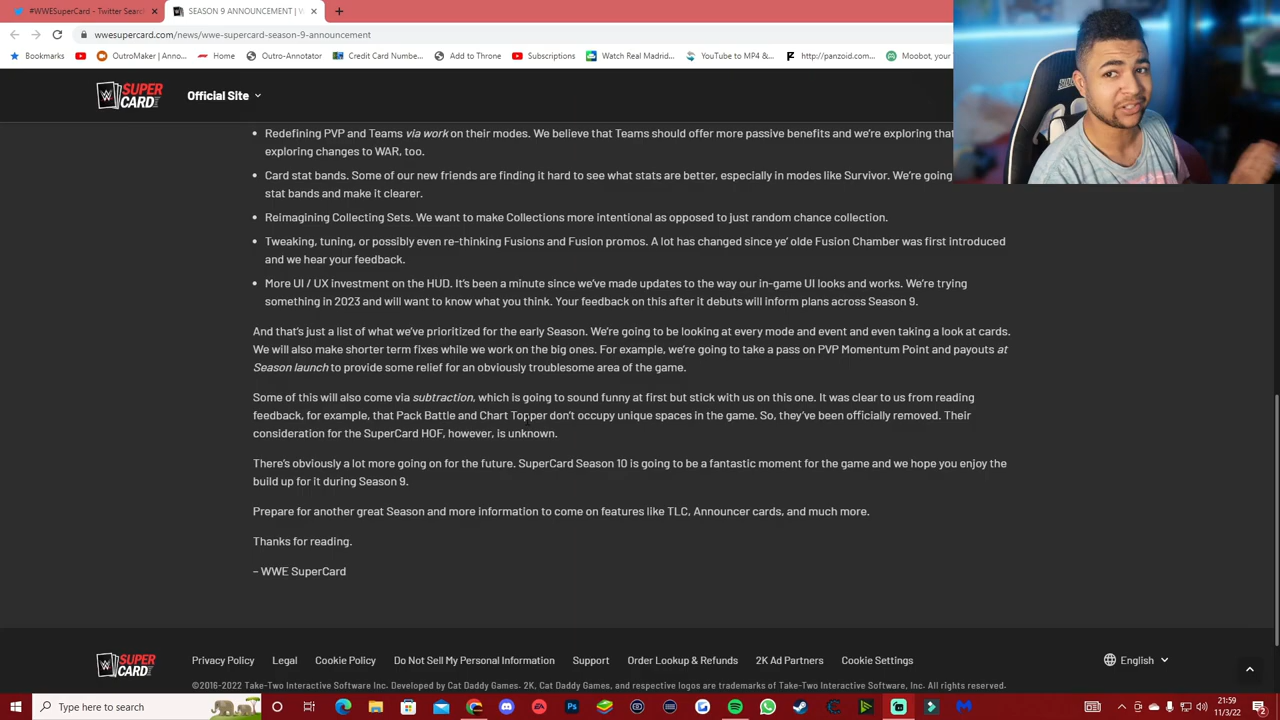 #WWESuperCard - Twitter Searc
SEASON 9 ANNOUNCEMENT | W
wwesupercard.com/news/wwe-supercard-season-9-announcement
Bookmarks
OutroMaker | Anno...
Home
Outro-Annotator
Credit Card Numbe...
Add to Throne
Subscriptions
Watch Real Madrid...
YouTube to MP4 &...
http://panzoid.com...
Moobot, your
W SUPER CARD
Official Site
• Redefining PVP and Teams via work on their modes. We believe that Teams should offer more passive benefits and we're exploring that
exploring changes to WAR, too.
• Card stat bands. Some of our new friends are finding it hard to see what stats are better, especially in modes like Survivor. We're going
stat bands and make it clearer.
• Reimagining Collecting Sets. We want to make Collections more intentional as opposed to just random chance collection.
• Tweaking, tuning, or possibly even re-thinking Fusions and Fusion promos. A lot has changed since ye' olde Fusion Chamber was first introduced
and we hear your feedback.
• More UI / UX investment on the HUD. It's been a minute since we've made updates to the way our in-game UI looks and works. We're trying
something in 2023 and will want to know what you think. Your feedback on this after it debuts will inform plans across Season 9.
And that's just a list of what we've prioritized for the early Season. We're going to be looking at every mode and event and even taking a look at cards.
We will also make shorter term fixes while we work on the big ones. For example, we're going to take a pass on PVP Momentum Point and payouts at
Season launch to provide some relief for an obviously troublesome area of the game.
Some of this will also come via subtraction, which is going to sound funny at first but stick with us on this one. It was clear to us from reading
feedback, for example, that Pack Battle and Chart Topper don't occupy unique spaces in the game. So, they've been officially removed. Their
consideration for the SuperCard HOF, however, is unknown.
There's obviously a lot more going on for the future. SuperCard Season 10 is going to be a fantastic moment for the game and we hope you enjoy the
build up for it during Season 9.
Prepare for another great Season and more information to come on features like TLC, Announcer cards, and much more.
Thanks for reading.
– WWE SuperCard
W SUPER CARD
Privacy Policy
Legal
Cookie Policy
Do Not Sell My Personal Information
Support
Order Lookup & Refunds
2K Ad Partners
Cookie Settings
English
©2016-2022 Take-Two Interactive Software Inc. Developed by Cat Daddy Games. 2K, Cat Daddy Games, and respective logos are trademarks of Take-Two Interactive Software, Inc. All rights reserved.
Type here to search
21:59
11/3/22
2